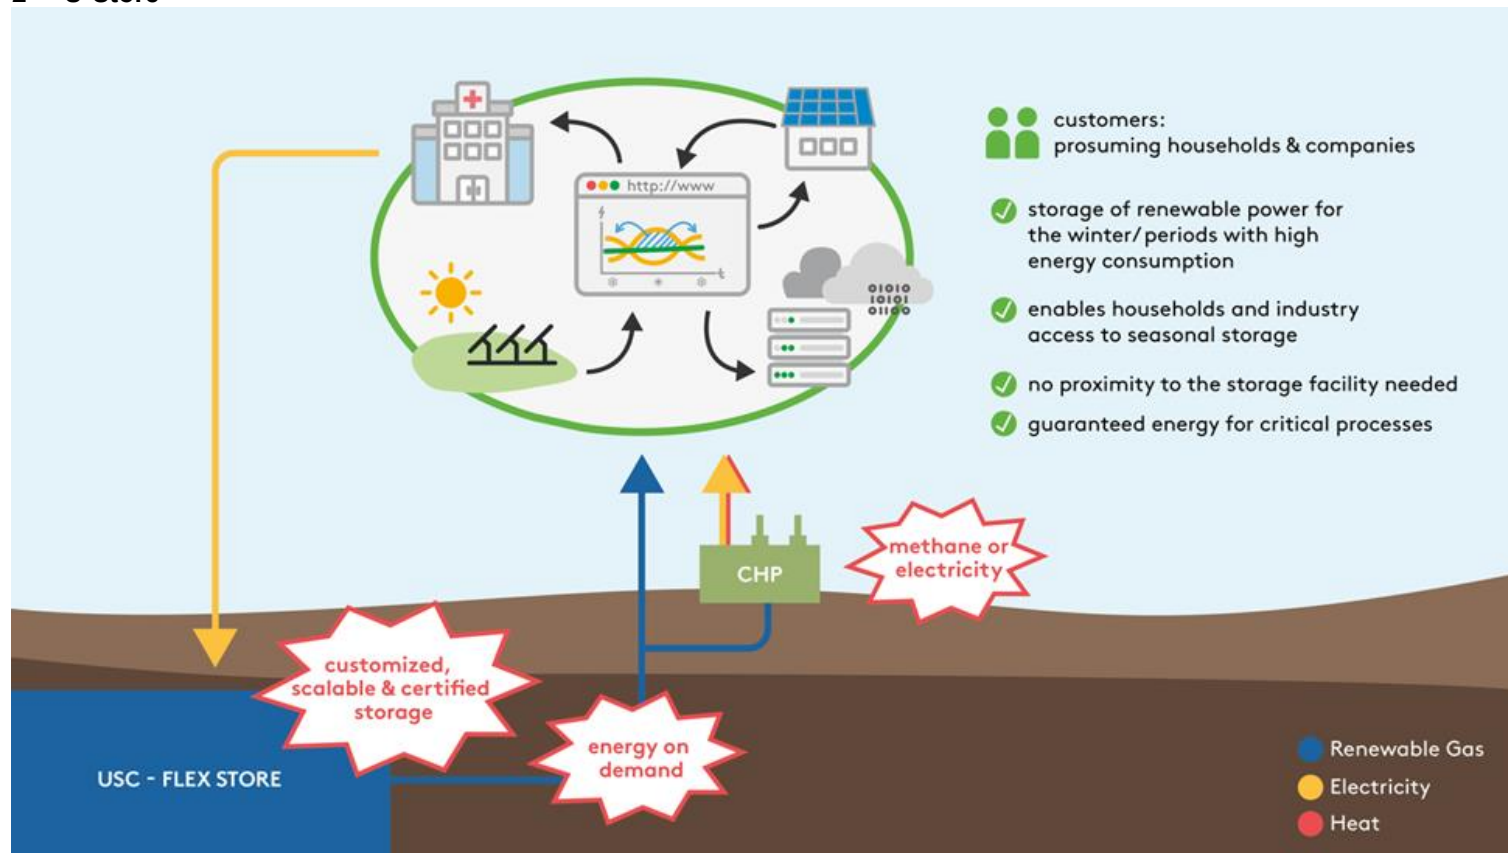 http://www
t
01010
10101
01100
customers:
prosuming households & companies
storage of renewable power for
the winter/periods with high
energy consumption
enables households and industry
access to seasonal storage
no proximity to the storage facility needed
guaranteed energy for critical processes
CHP
methane or
electricity
customized,
scalable & certified
storage
energy on
demand
USC - FLEX STORE
Renewable Gas
Electricity
Heat